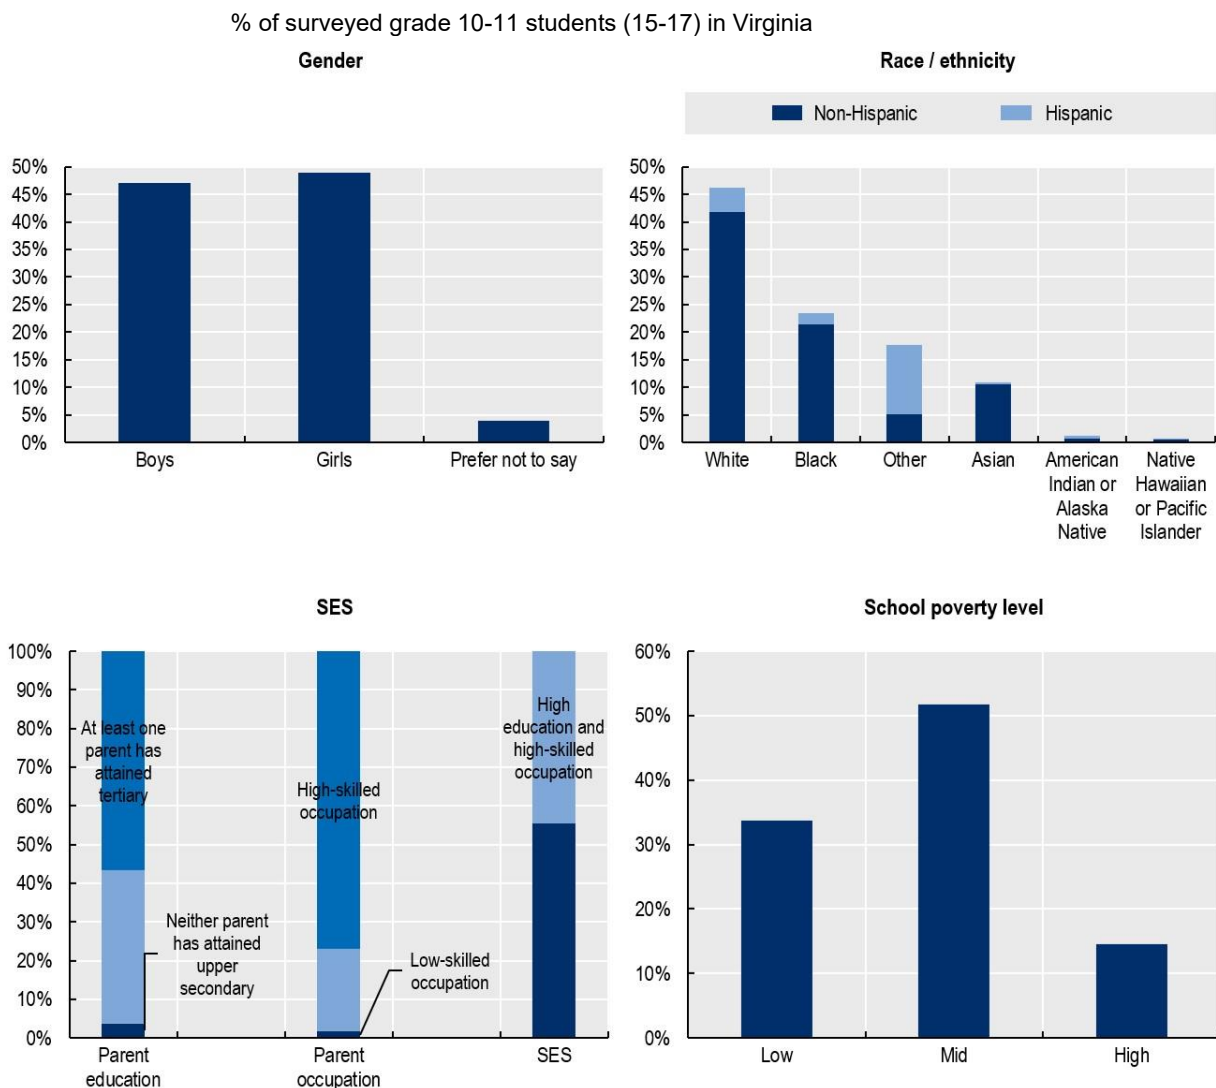 % of surveyed grade 10-11 students (15-17) in Virginia
Gender
50%
45%
40%
35%
30%
25%
20%
15%
10%
5%
0%
Boys
Girls
Prefer not to say
Race / ethnicity
Non-Hispanic
Hispanic
50%
45%
40%
35%
30%
25%
20%
15%
10%
5%
0%
White
Black
Other
Asian
American
Indian or
Alaska
Native
Native
Hawaiian
or Pacific
Islander
SES
100%
90%
80%
70%
60%
50%
40%
30%
20%
10%
0%
At least one
parent has
attained
tertiary
Neither parent
has attained
upper
secondary
High-skilled
occupation
Low-skilled
occupation
High
education and
high-skilled
occupation
Parent
education
Parent
occupation
SES
School poverty level
60%
50%
40%
30%
20%
10%
0%
Low
Mid
High